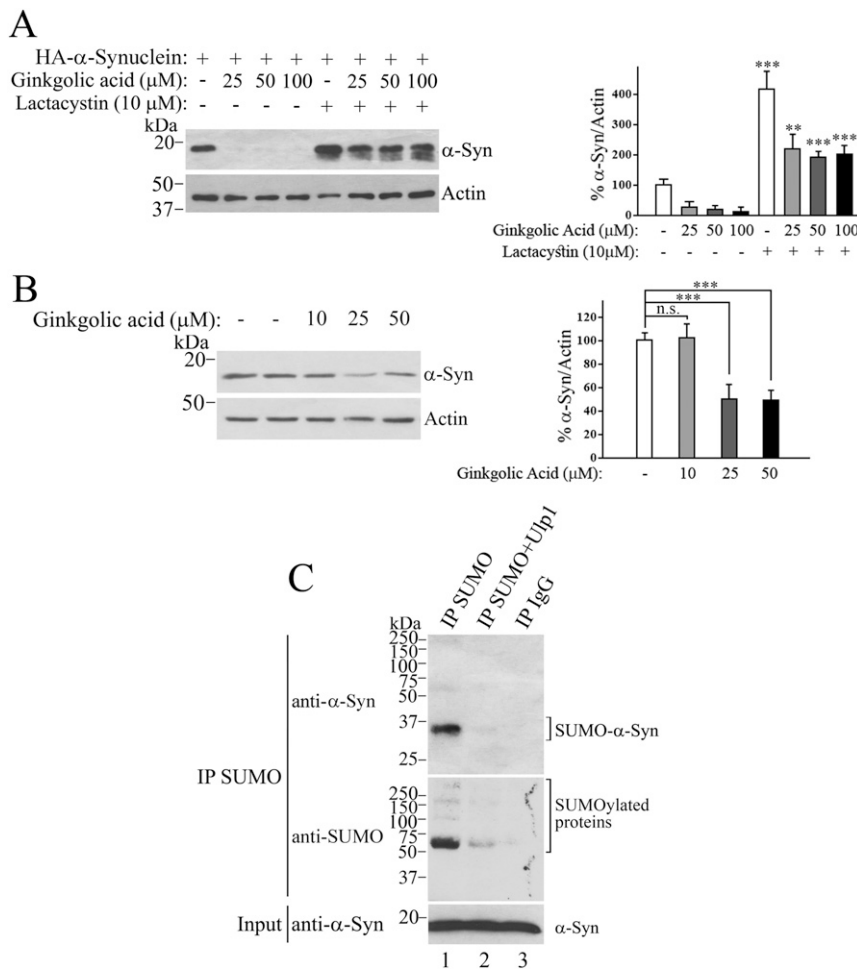 A
HA-α-Synuclein: + + + + + + + +
Ginkgolic acid (μM): - 25 50 100 - 25 50 100
Lactacystin (10 μM): - - - - + + + +
kDa
20
α-Syn
50
Actin
37
% α-Syn/Actin
400
300
200
100
0
*** ** *** ***
Ginkgolic Acid (μM): - 25 50 100 - 25 50 100
Lactacystin (10μM): - - - - + + + +
B
Ginkgolic acid (μM): - - 10 25 50
kDa
20
α-Syn
50
Actin
% α-Syn/Actin
120
100
80
60
40
20
0
***
***
n.s.
Ginkgolic Acid (μM): - 10 25 50
C
IP SUMO
IP SUMO+Ulp1
IP IgG
kDa
250
150
100
75
50
37
25
anti-α-Syn
SUMO-α-Syn
IP SUMO
250
150
100
75
50
37
anti-SUMO
SUMOylated
proteins
Input anti-α-Syn
20
α-Syn
1 2 3